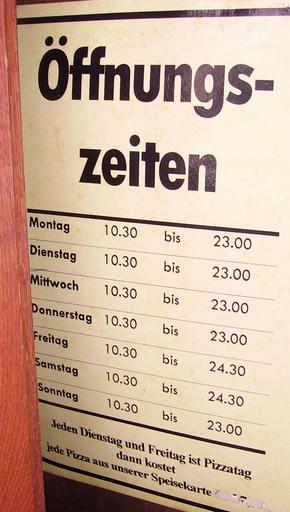 Öffnungs-
zeiten
Montag 10.30 bis 23.00
Dienstag 10.30 bis 23.00
Mittwoch 10.30 bis 23.00
Donnerstag 10.30 bis 23.00
Freitag 10.30 bis 24.30
Samstag 10.30 bis 24.30
Sonntag 10.30 bis 23.00
Jeden Dienstag und Freitag ist Pizzatag
dann kostet
jede Pizza aus unserer Speisekarte